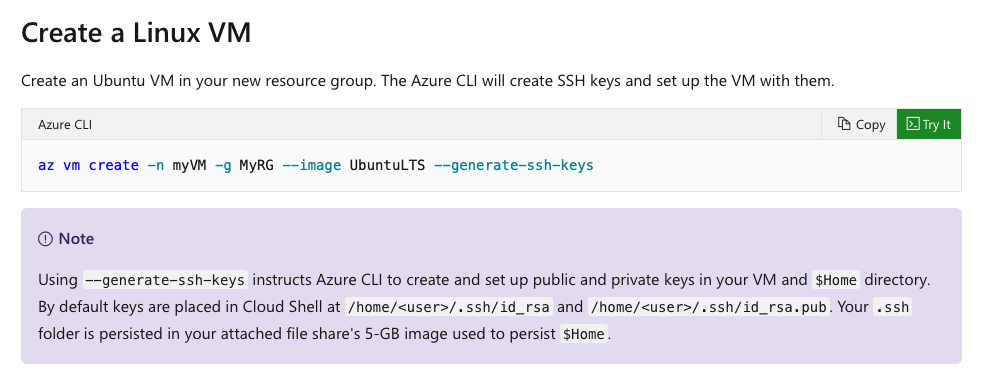 Create a Linux VM
Create an Ubuntu VM in your new resource group. The Azure CLI will create SSH keys and set up the VM with them.
Azure CLI
Copy
Try It
az vm create -n myVM -g MyRG --image UbuntuLTS --generate-ssh-keys
Note
Using --generate-ssh-keys instructs Azure CLI to create and set up public and private keys in your VM and $Home directory.
By default keys are placed in Cloud Shell at /home/<user>/.ssh/id_rsa and /home/<user>/.ssh/id_rsa.pub. Your .ssh
folder is persisted in your attached file share's 5-GB image used to persist $Home.